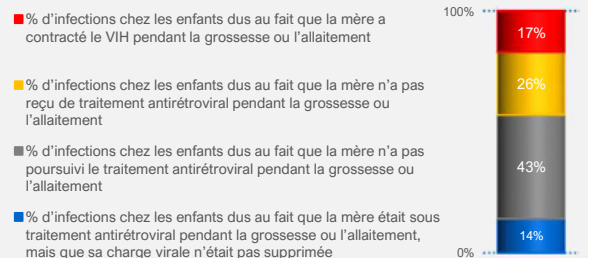 % d’infections chez les enfants dus au fait que la mère a
contracté le VIH pendant la grossesse ou l’allaitement
% d’infections chez les enfants dus au fait que la mère n’a pas
reçu de traitement antirétroviral pendant la grossesse ou
l’allaitement
% d’infections chez les enfants dus au fait que la mère n’a pas
poursuivi le traitement antirétroviral pendant la grossesse ou
l’allaitement
% d’infections chez les enfants dus au fait que la mère était sous
traitement antirétroviral pendant la grossesse ou l’allaitement,
mais que sa charge virale n’était pas supprimée
100%
17%
26%
43%
14%
0%